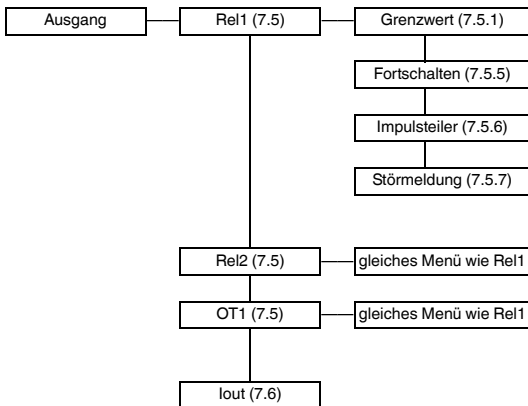 Ausgang
Rel1 (7.5)
Grenzwert (7.5.1)
Fortschalten (7.5.5)
Impulsteiler (7.5.6)
Störmeldung (7.5.7)
Rel2 (7.5)
gleiches Menü wie Rel1
OT1 (7.5)
gleiches Menü wie Rel1
Iout (7.6)